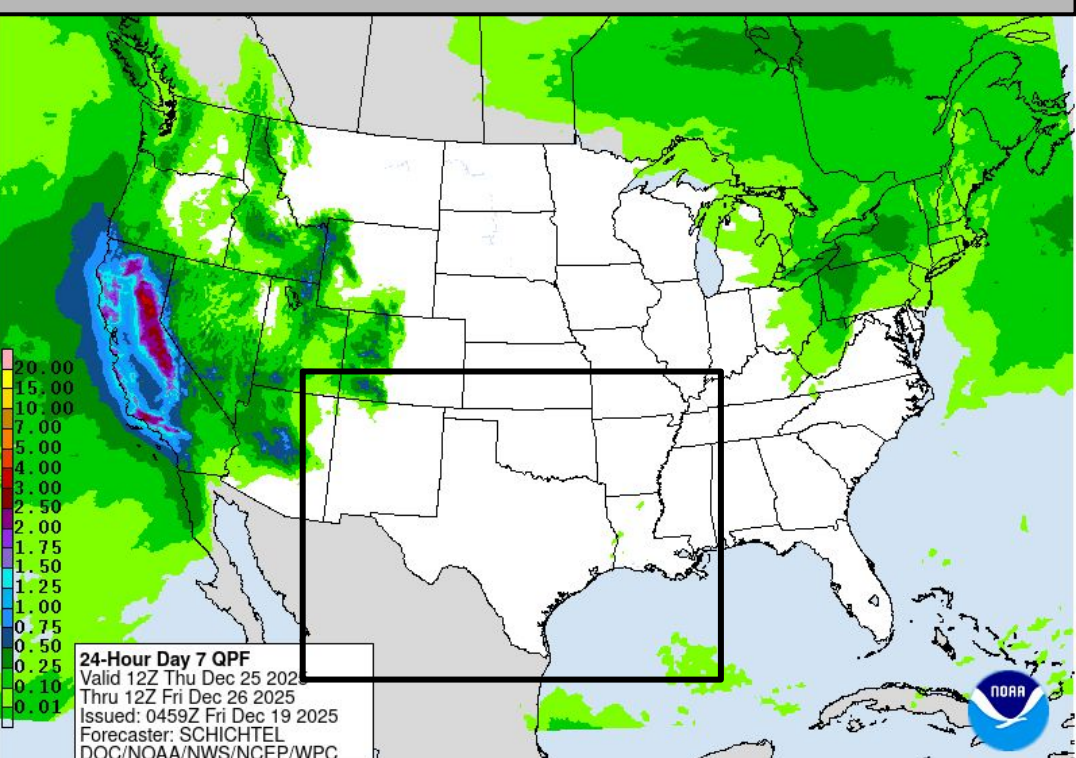 20.00
15.00
10.00
7.00
5.00
4.00
3.00
2.50
2.00
1.75
1.50
1.25
1.00
0.75
0.50
0.25
0.10
0.01
24-Hour Day 7 QPF
Valid 12Z Thu Dec 25 2025
Thru 12Z Fri Dec 26 2025
Issued: 0459Z Fri Dec 19 2025
Forecaster: SCHICHTEL
DOC/NOAA/NWS/NCEP/WPC
NOAA